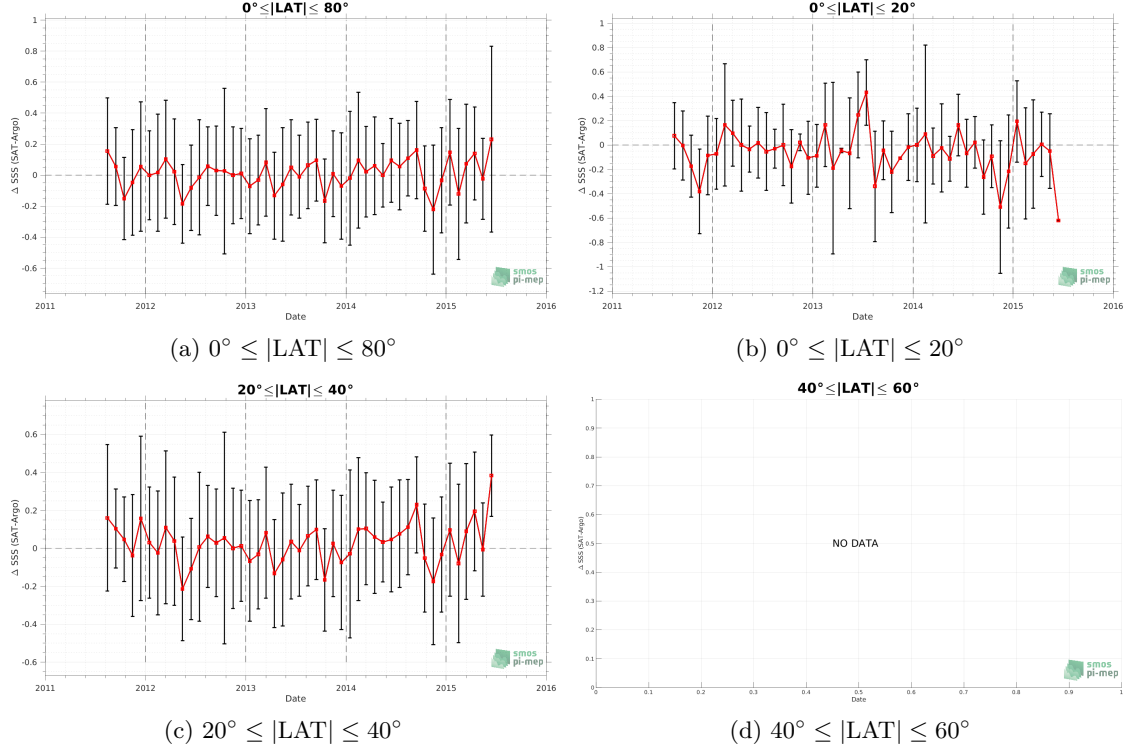 0°≤|LAT|≤ 80°
Δ SSS (SAT-Argo)
1
0.8
0.6
0.4
0.2
0
-0.2
-0.4
-0.6
2011 2012 2013 2014 2015 2016
Date
smos
pi-mep
(a) 0° ≤ |LAT| ≤ 80°
0°≤|LAT|≤ 20°
Δ SSS (SAT-Argo)
1
0.8
0.6
0.4
0.2
0
-0.2
-0.4
-0.6
-0.8
-1
-1.2
2011 2012 2013 2014 2015 2016
Date
smos
pi-mep
(b) 0° ≤ |LAT| ≤ 20°
20°≤|LAT|≤ 40°
Δ SSS (SAT-Argo)
0.6
0.4
0.2
0
-0.2
-0.4
-0.6
2011 2012 2013 2014 2015 2016
Date
smos
pi-mep
(c) 20° ≤ |LAT| ≤ 40°
40°≤|LAT|≤ 60°
Δ SSS (SAT-Argo)
1
0.9
0.8
0.7
0.6
0.5
0.4
0.3
0.2
0.1
0
NO DATA
0 0.1 0.2 0.3 0.4 0.5 0.6 0.7 0.8 0.9 1
Date
smos
pi-mep
(d) 40° ≤ |LAT| ≤ 60°